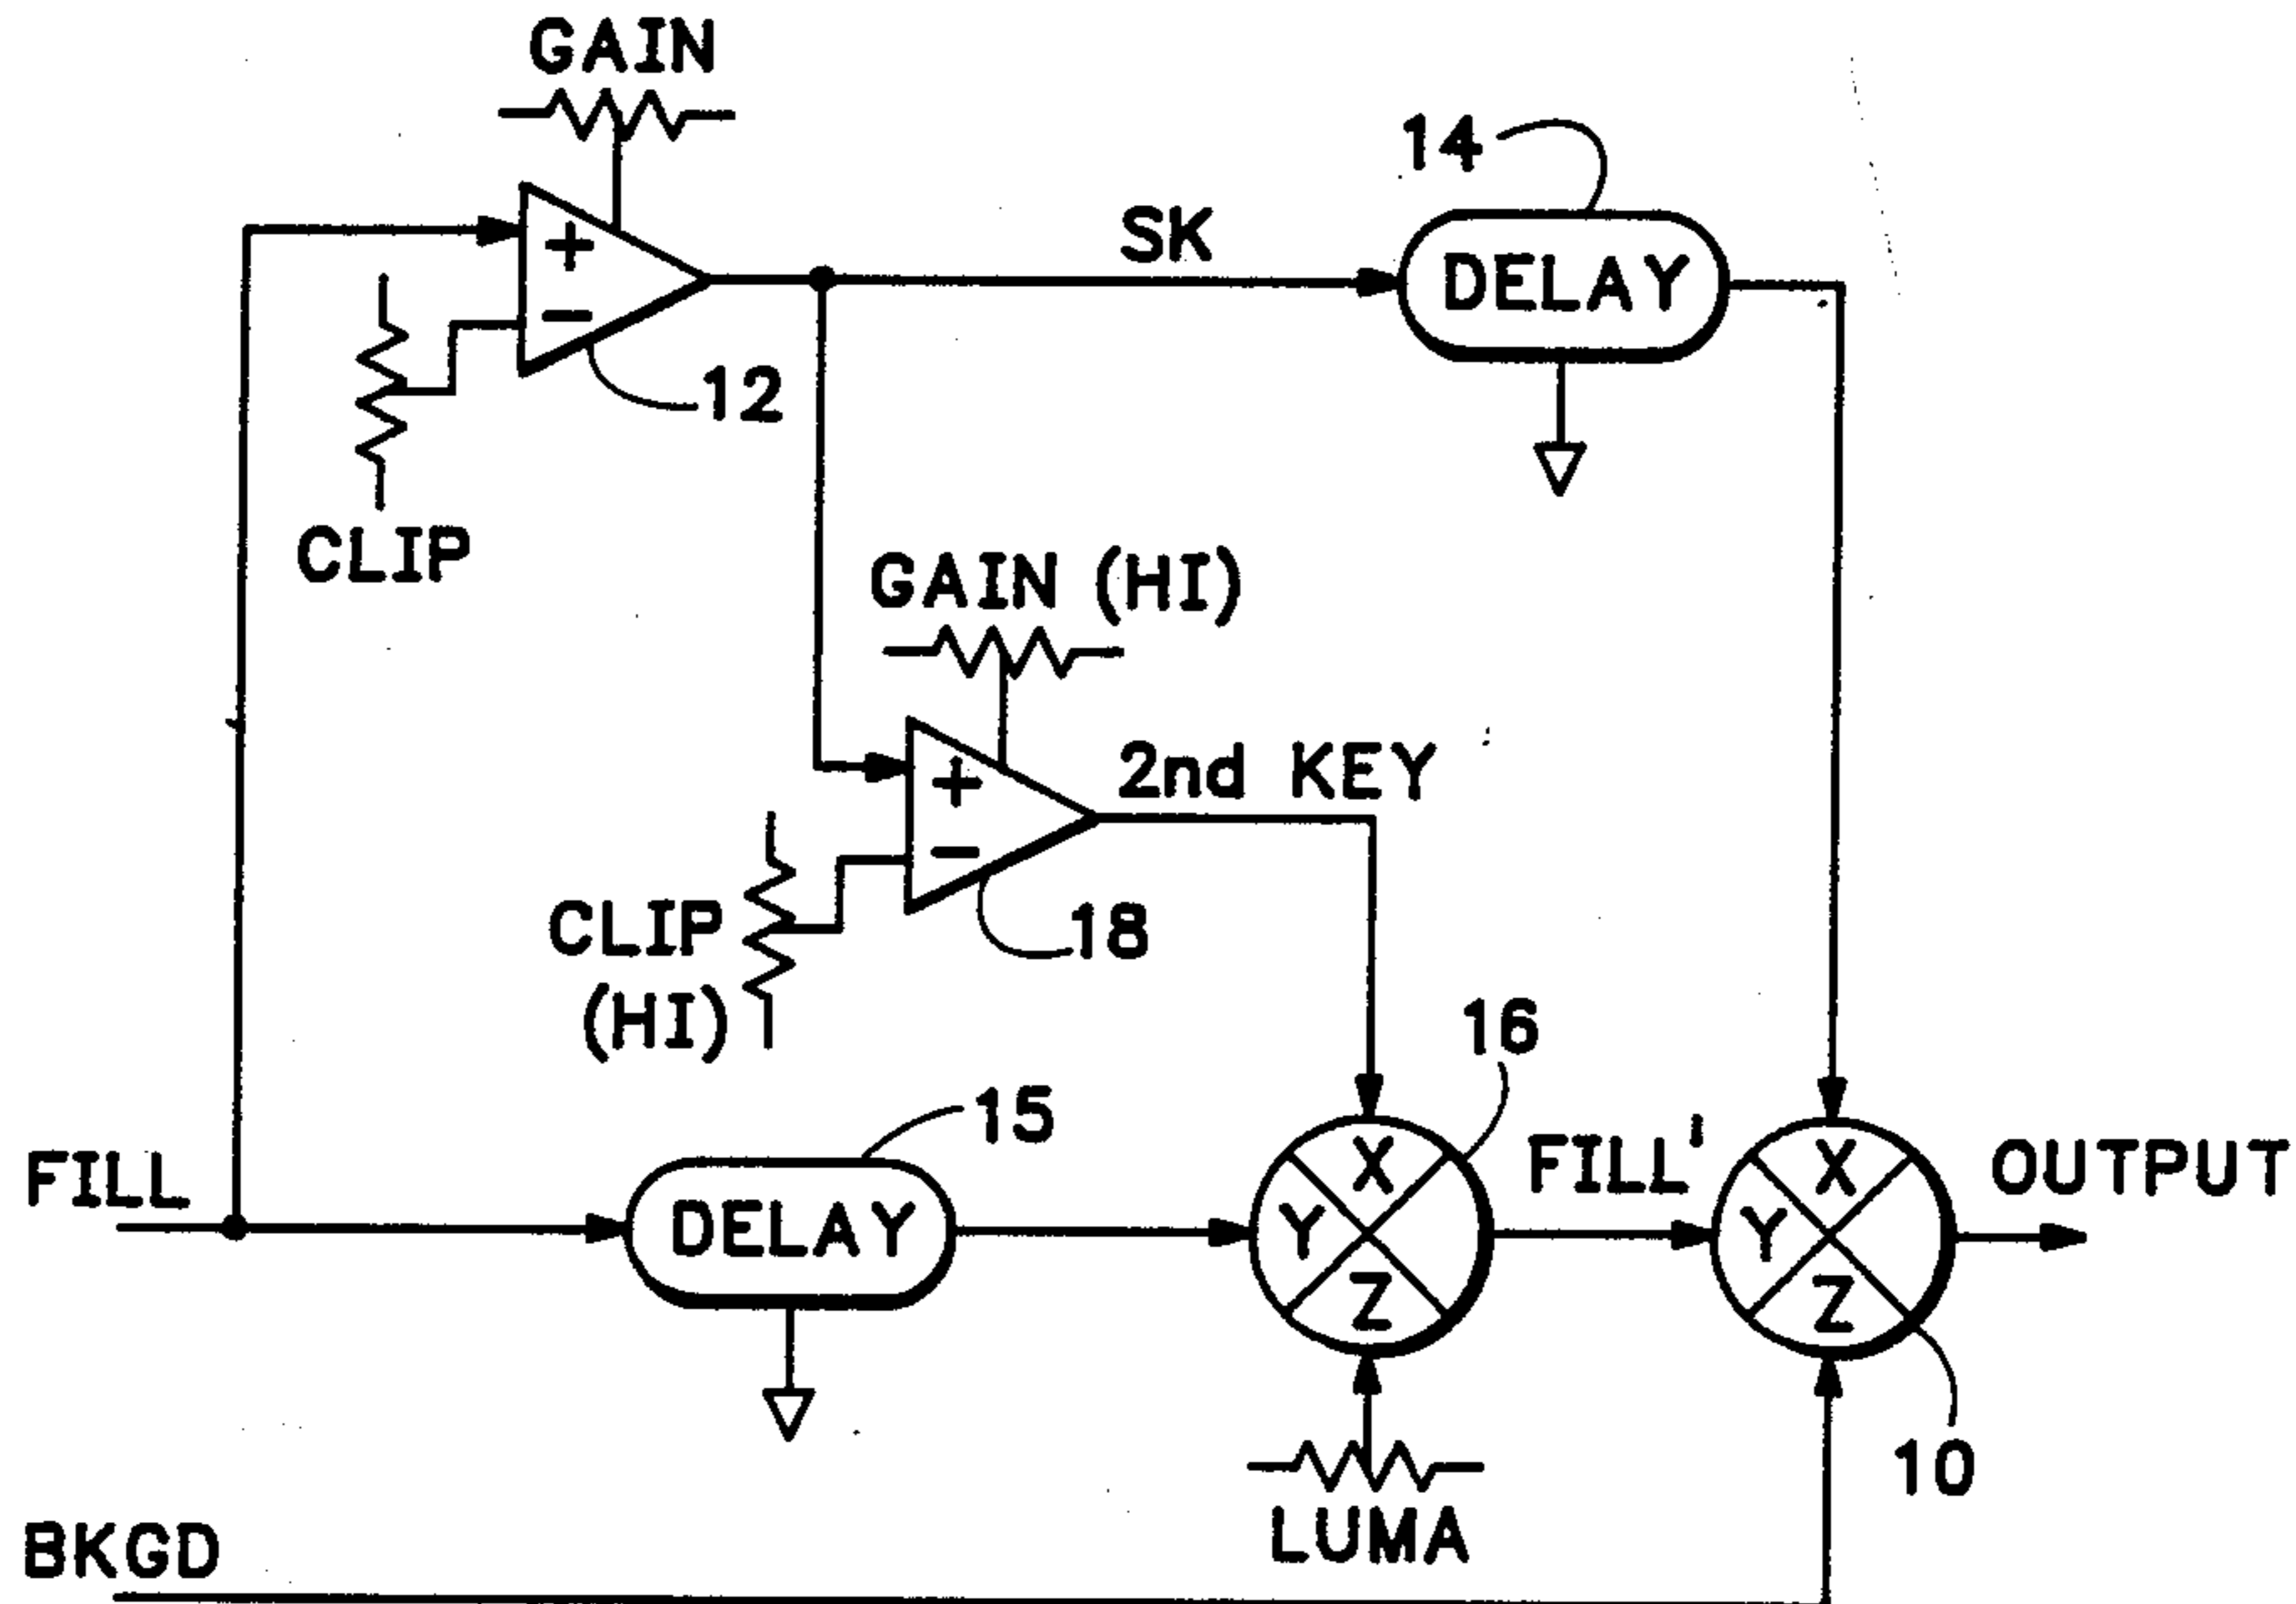 GAIN
14
+
SK
DELAY
-
12
CLIP
GAIN (HI)
+
2nd KEY
-
CLIP
(HI)
18
16
15
FILL
DELAY
X
Y
Z
FILL'
X
Y
Z
OUTPUT
10
LUMA
BKGD